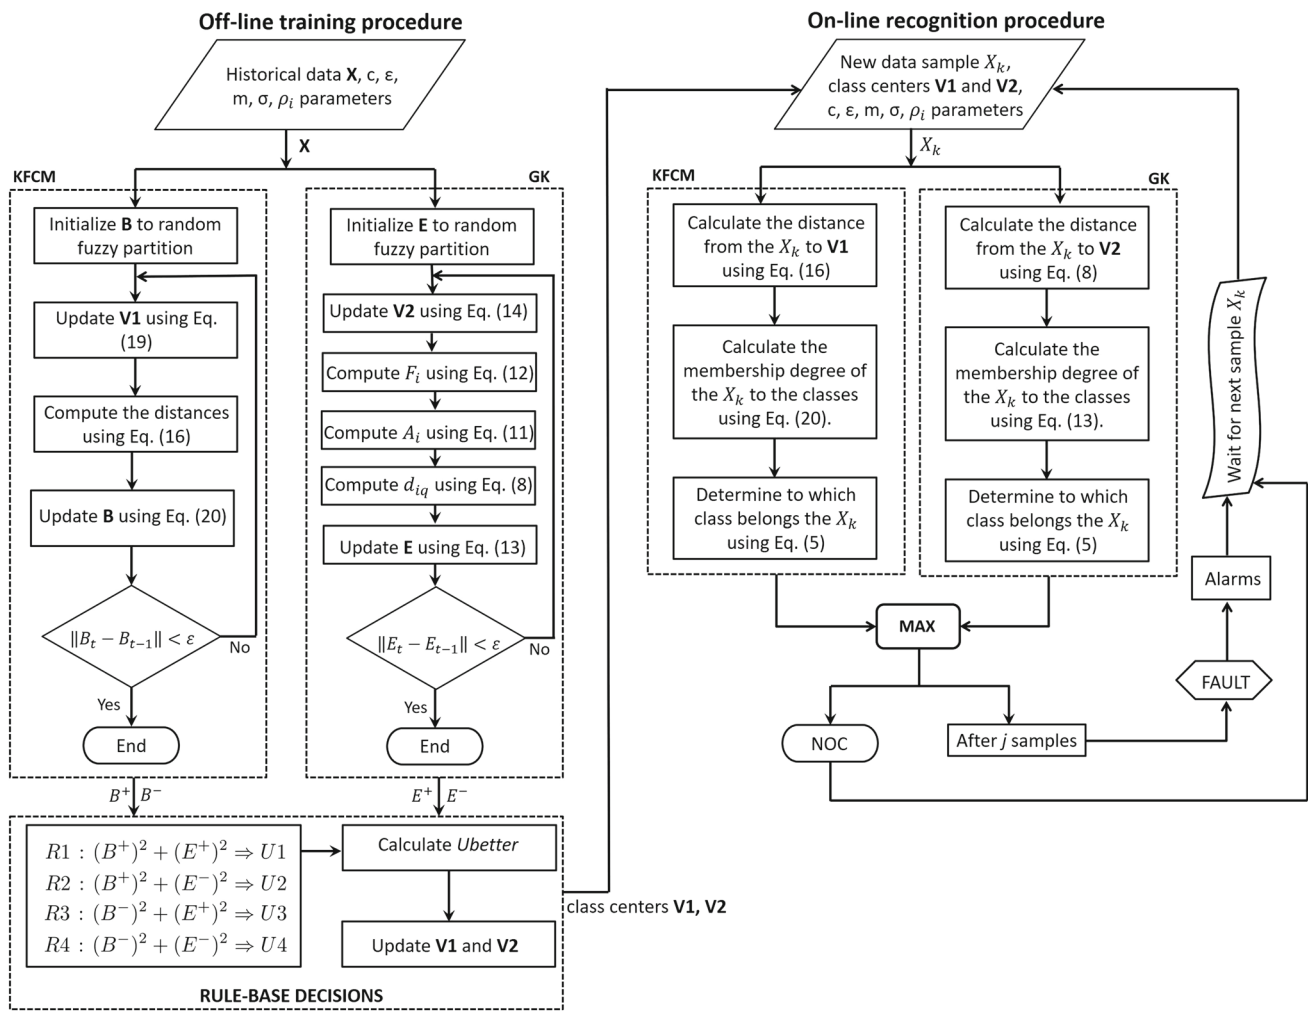 Off-line training procedure
Historical data X, c, ε,
m, σ, ρᵢ parameters
X
KFCM
Initialize B to random
fuzzy partition
Update V1 using Eq.
(19)
Compute the distances
using Eq. (16)
Update B using Eq. (20)
‖Bₜ − Bₜ₋₁‖ < ε
No
Yes
End
GK
Initialize E to random
fuzzy partition
Update V2 using Eq. (14)
Compute Fᵢ using Eq. (12)
Compute Aᵢ using Eq. (11)
Compute d_{iq} using Eq. (8)
Update E using Eq. (13)
‖Eₜ − Eₜ₋₁‖ < ε
No
Yes
End
B⁺ B⁻
E⁺ E⁻
R1 : (B⁺)² + (E⁺)² ⇒ U1
R2 : (B⁺)² + (E⁻)² ⇒ U2
R3 : (B⁻)² + (E⁺)² ⇒ U3
R4 : (B⁻)² + (E⁻)² ⇒ U4
Calculate Ubetter
Update V1 and V2
RULE-BASE DECISIONS
class centers V1, V2
On-line recognition procedure
New data sample Xₖ,
class centers V1 and V2,
c, ε, m, σ, ρᵢ parameters
Xₖ
KFCM
Calculate the distance
from the Xₖ to V1
using Eq. (16)
Calculate the
membership degree of
the Xₖ to the classes
using Eq. (20).
Determine to which
class belongs the Xₖ
using Eq. (5)
GK
Calculate the distance
from the Xₖ to V2
using Eq. (8)
Calculate the
membership degree of
the Xₖ to the classes
using Eq. (13).
Determine to which
class belongs the Xₖ
using Eq. (5)
MAX
NOC
After j samples
FAULT
Alarms
Wait for next sample Xₖ